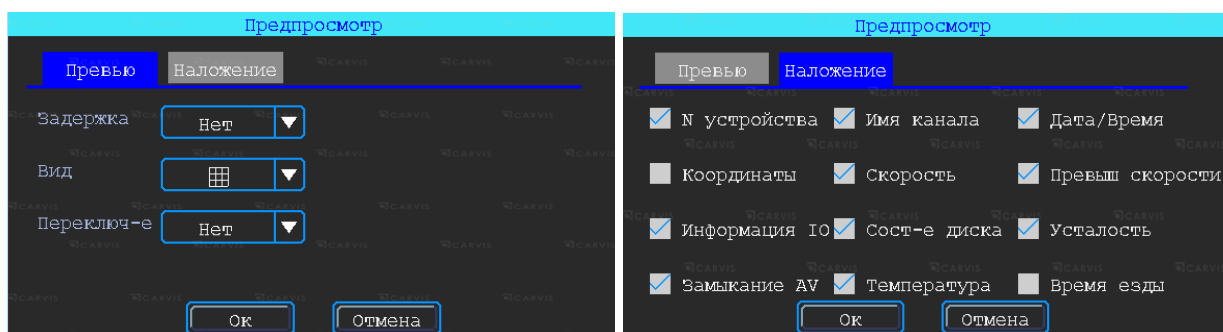 Предпросмотр
Превью Наложение
Задержка Нет
Вид
Переключ-е Нет
Ок Отмена
Предпросмотр
Превью Наложение
N устройства Имя канала Дата/Время
Координаты Скорость Превыш скорости
Информация IO Сост-е диска Усталость
Замыкание AV Температура Время езды
Ок Отмена